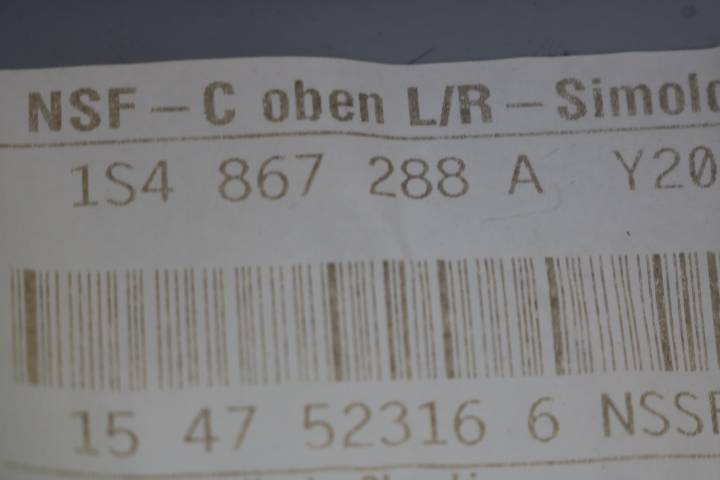 NSF – C oben L/R – Simol
1S4 867 288 A Y20
15 47 52316 6 NSS